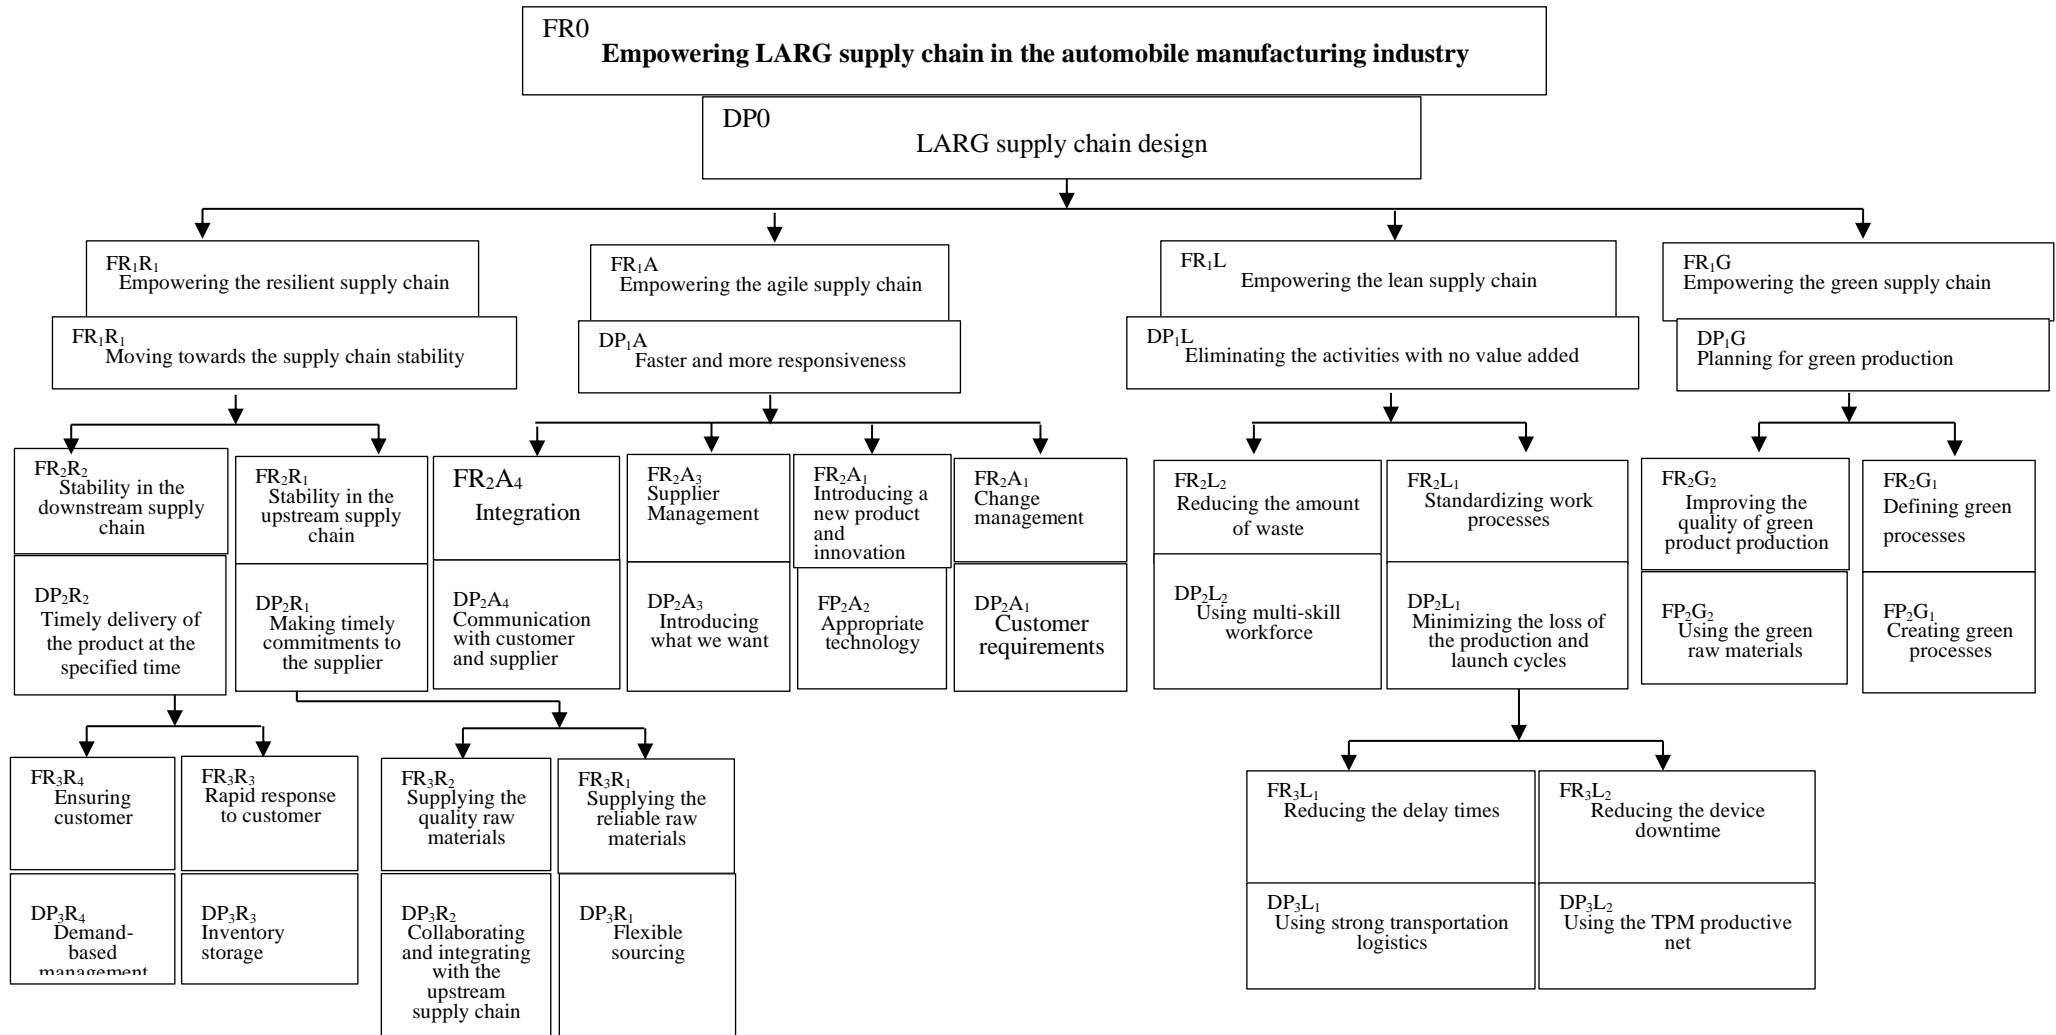 FR0
Empowering LARG supply chain in the automobile manufacturing industry
DP0
LARG supply chain design
FR₁R₁
Empowering the resilient supply chain
FR₁R₁
Moving towards the supply chain stability
FR₁A
Empowering the agile supply chain
DP₁A
Faster and more responsiveness
FR₁L
Empowering the lean supply chain
DP₁L
Eliminating the activities with no value added
FR₁G
Empowering the green supply chain
DP₁G
Planning for green production
FR₂R₂
Stability in the
downstream supply
chain
DP₂R₂
Timely delivery of
the product at the
specified time
FR₂R₁
Stability in the
upstream supply
chain
DP₂R₁
Making timely
commitments to
the supplier
FR₂A₄
Integration
DP₂A₄
Communication
with customer
and supplier
FR₂A₃
Supplier
Management
DP₂A₃
Introducing
what we want
FR₂A₁
Introducing a
new product
and
innovation
FP₂A₂
Appropriate
technology
FR₂A₁
Change
management
DP₂A₁
Customer
requirements
FR₂L₂
Reducing the amount
of waste
DP₂L₂
Using multi-skill
workforce
FR₂L₁
Standardizing work
processes
DP₂L₁
Minimizing the loss of
the production and
launch cycles
FR₂G₂
Improving the
quality of green
product production
FP₂G₂
Using the green
raw materials
FR₂G₁
Defining green
processes
FP₂G₁
Creating green
processes
FR₃R₄
Ensuring
customer
DP₃R₄
Demand-
based
management
FR₃R₃
Rapid response
to customer
DP₃R₃
Inventory
storage
FR₃R₂
Supplying the
quality raw
materials
DP₃R₂
Collaborating
and integrating
with the
upstream
supply chain
FR₃R₁
Supplying the
reliable raw
materials
DP₃R₁
Flexible
sourcing
FR₃L₁
Reducing the delay times
DP₃L₁
Using strong transportation
logistics
FR₃L₂
Reducing the device
downtime
DP₃L₂
Using the TPM productive
net